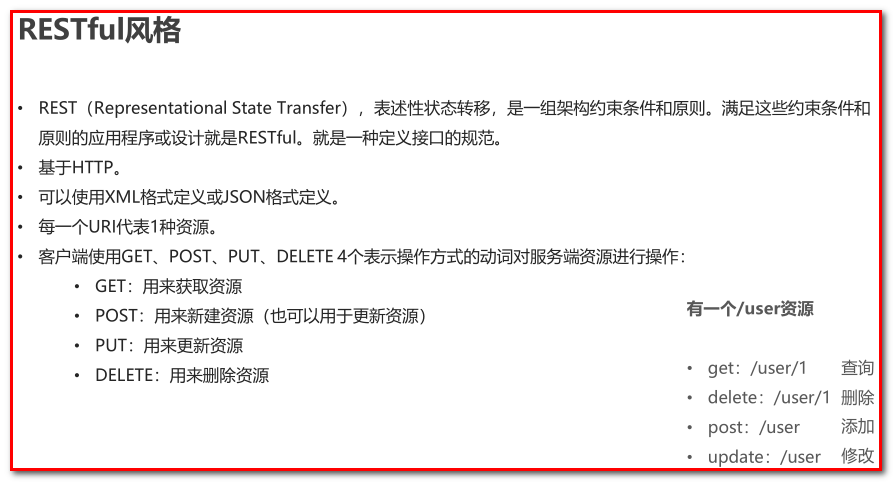 RESTful风格
• REST（Representational State Transfer），表述性状态转移，是一组架构约束条件和原则。满足这些约束条件和
原则的应用程序或设计就是RESTful。就是一种定义接口的规范。
• 基于HTTP。
• 可以使用XML格式定义或JSON格式定义。
• 每一个URI代表1种资源。
• 客户端使用GET、POST、PUT、DELETE 4个表示操作方式的动词对服务端资源进行操作：
• GET：用来获取资源
• POST：用来新建资源（也可以用于更新资源）
• PUT：用来更新资源
• DELETE：用来删除资源
有一个/user资源
• get：/user/1 查询
• delete：/user/1 删除
• post：/user 添加
• update：/user 修改